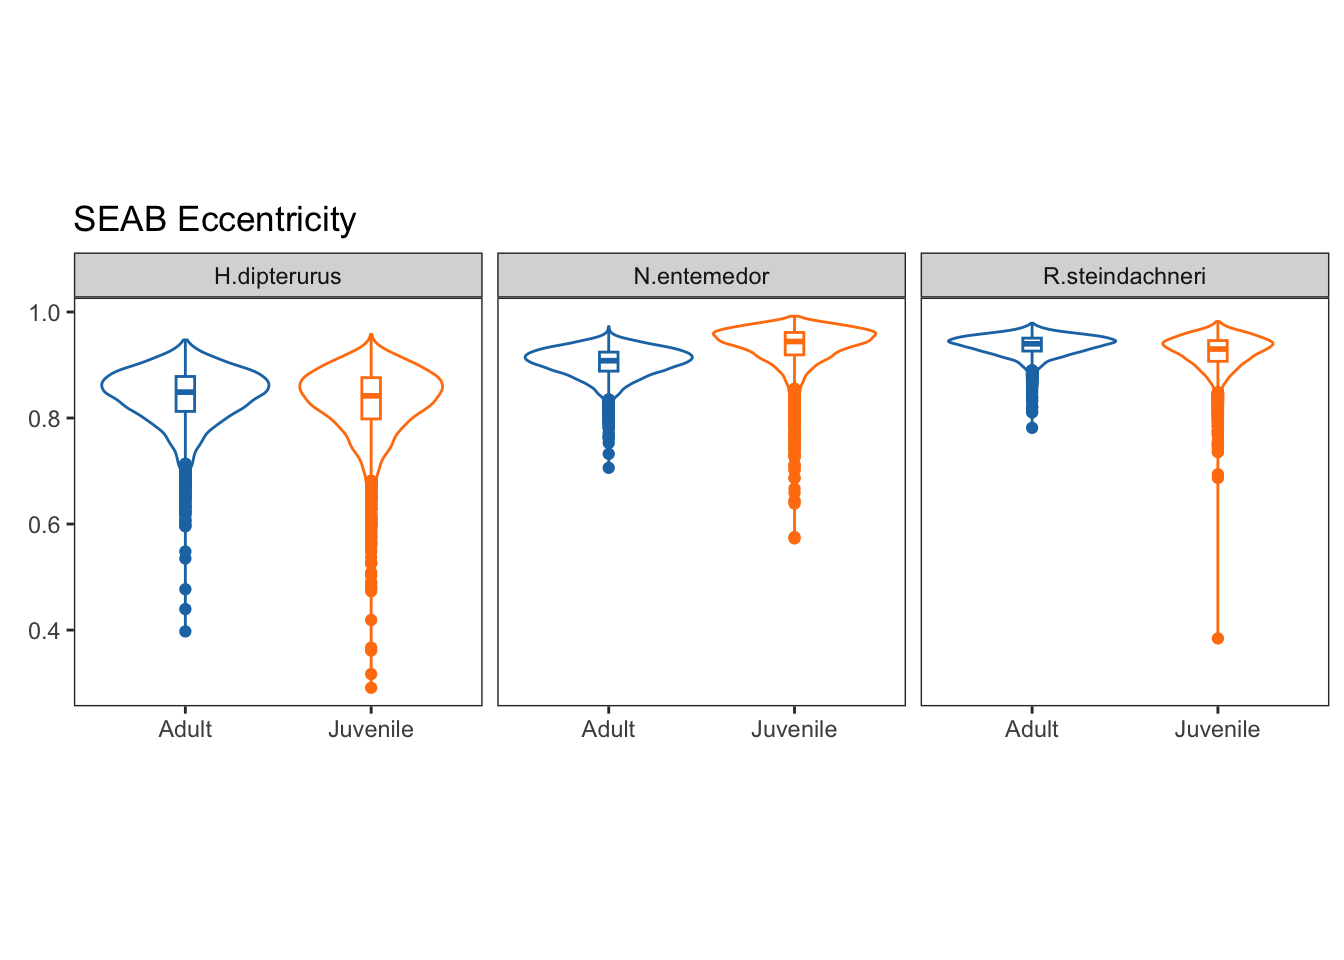 SEAB Eccentricity
H.dipterurus N.entemedor R.steindachneri
1.0
0.8
0.6
0.4
Adult Juvenile Adult Juvenile Adult Juvenile